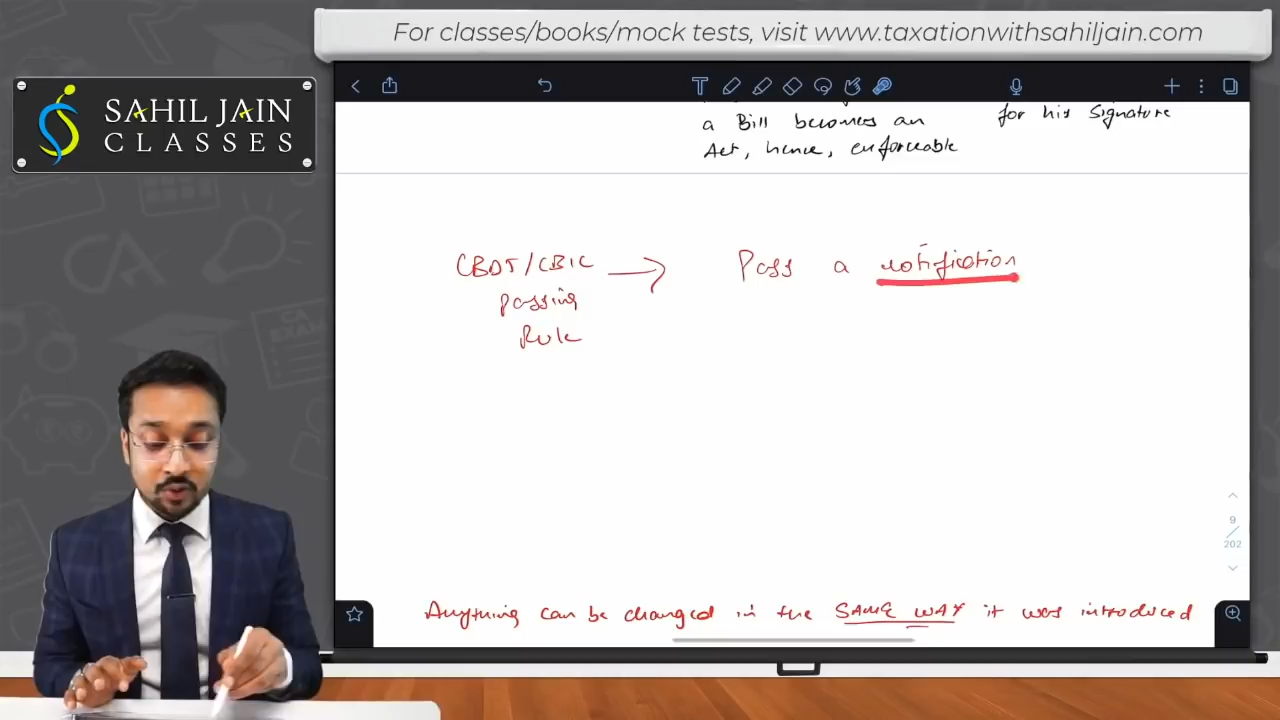 For classes/books/mock tests, visit www.taxationwithsahiljain.com
SAHIL JAIN
CLASSES
a Bill becomes an
Act, hence, enforceable
for his Signature
CBDT/CBIC → Pass a notification
passing
Rule
9
202
Anything can be changed in the SAME WAY it was introduced